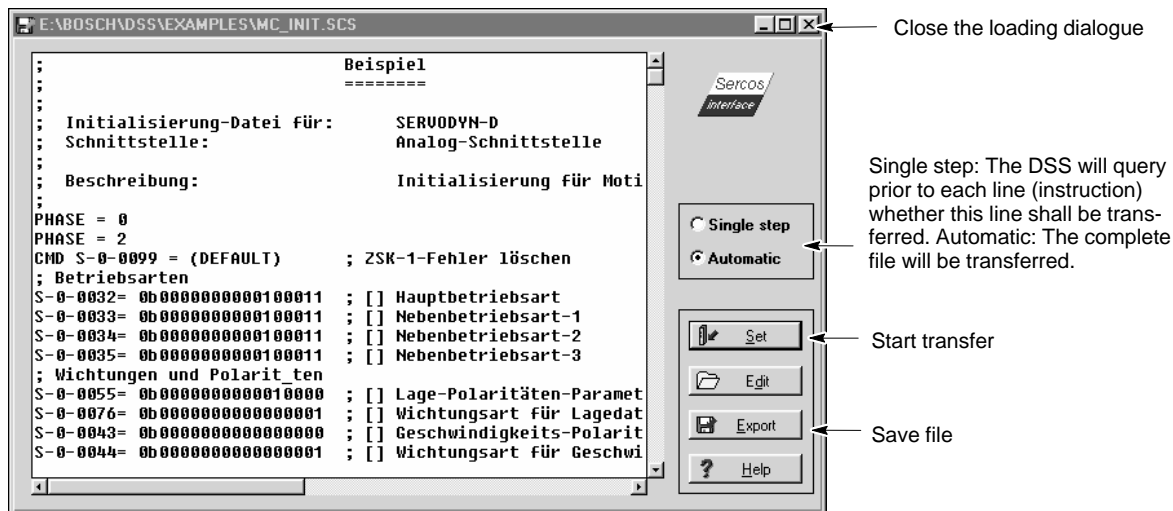 E:\BOSCH\DSS\EXAMPLES\MC_INIT.SCS
Close the loading dialogue
; Beispiel
; ========
;
; Initialisierung-Datei für: SERVODYN-D
; Schnittstelle: Analog-Schnittstelle
;
; Beschreibung: Initialisierung für Moti
;
PHASE = 0
PHASE = 2
CMD S-0-0099 = (DEFAULT) ; ZSK-1-Fehler löschen
; Betriebsarten
S-0-0032= 0b0000000000100011 ; [] Hauptbetriebsart
S-0-0033= 0b0000000000100011 ; [] Nebenbetriebsart-1
S-0-0034= 0b0000000000100011 ; [] Nebenbetriebsart-2
S-0-0035= 0b0000000000100011 ; [] Nebenbetriebsart-3
; Wichtungen und Polarit_ten
S-0-0055= 0b0000000000010000 ; [] Lage-Polaritäten-Paramet
S-0-0076= 0b0000000000000001 ; [] Wichtungsart für Lagedat
S-0-0043= 0b0000000000000000 ; [] Geschwindigkeits-Polarit
S-0-0044= 0b0000000000000001 ; [] Wichtungsart für Geschwi
Sercos
interface
Single step
Automatic
Single step: The DSS will query
prior to each line (instruction)
whether this line shall be trans-
ferred. Automatic: The complete
file will be transferred.
Set
Start transfer
Edit
Export
Save file
Help